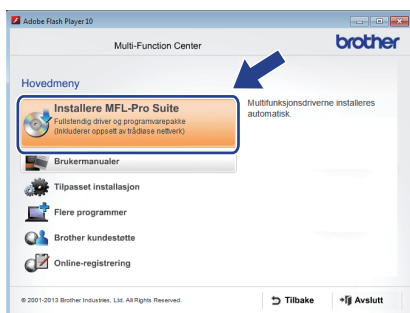 Adobe Flash Player 10
Multi-Function Center
brother
Hovedmeny
Installere MFL-Pro Suite
Fullstendig driver og programvarepakke
(Inkluderer oppsett av trådløse nettverk)
Multifunksjonsdriverne installeres
automatisk.
Brukermanualer
Tilpasset installasjon
Flere programmer
Brother kundestøtte
Online-registrering
© 2001-2013 Brother Industries, Ltd. All Rights Reserved.
Tilbake
Avslutt